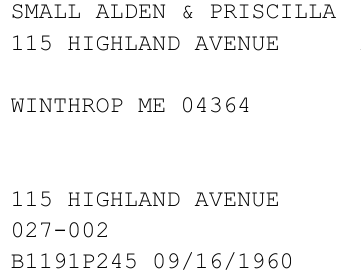 SMALL ALDEN & PRISCILLA
115 HIGHLAND AVENUE
WINTHROP ME 04364
115 HIGHLAND AVENUE
027-002
B1191P245 09/16/1960